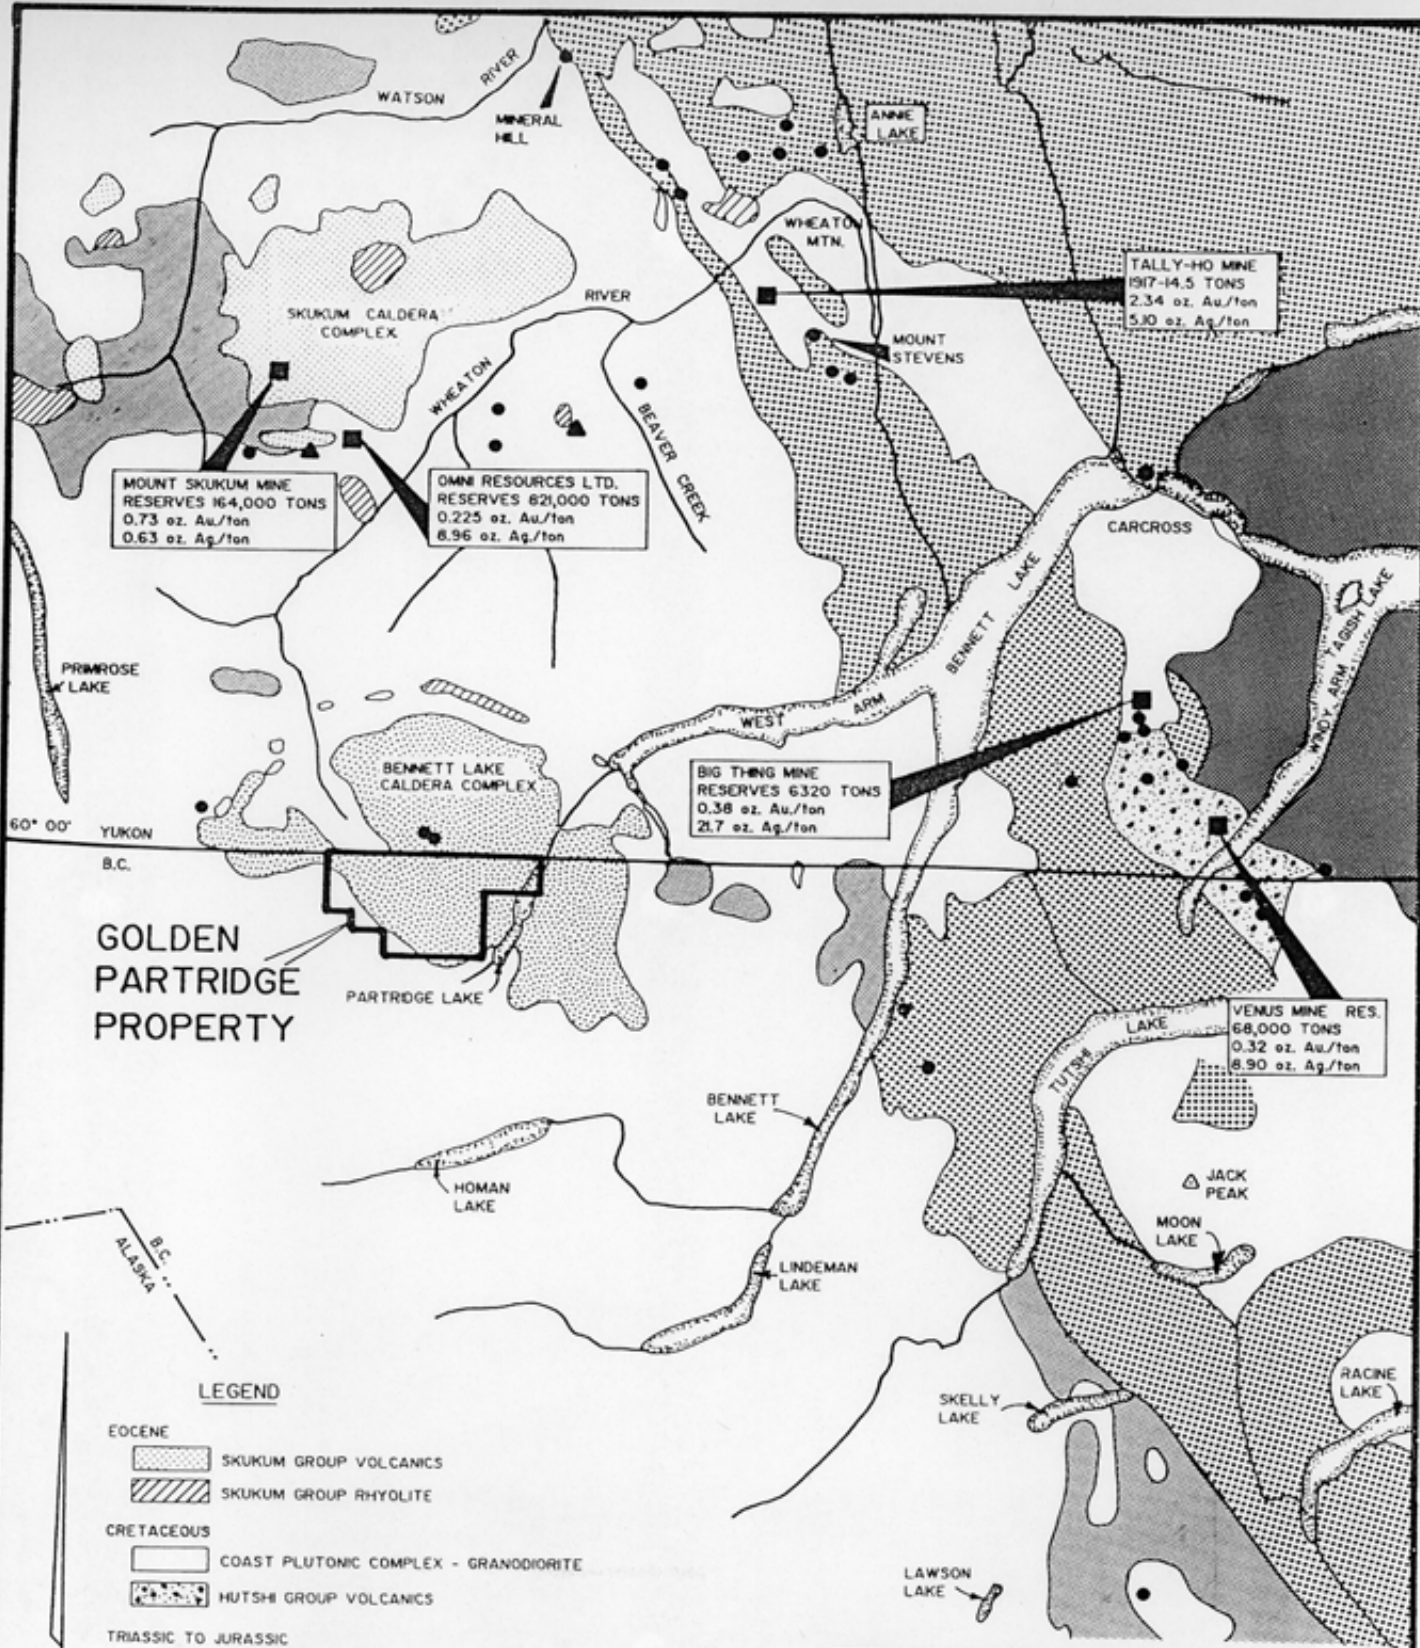 WATSON RIVER
MINERAL
HILL
ANNIE
LAKE
WHEATON
MTN.
TALLY-HO MINE
1917-14.5 TONS
2.34 oz. Au./ton
5.10 oz. Ag./ton
SKUKUM CALDERA
COMPLEX
WHEATON RIVER
MOUNT
STEVENS
BEAVER CREEK
MOUNT SKUKUM MINE
RESERVES 164,000 TONS
0.73 oz. Au./ton
0.63 oz. Ag./ton
OMNI RESOURCES LTD.
RESERVES 821,000 TONS
0.225 oz. Au./ton
8.96 oz. Ag./ton
CARCROSS
BENNETT LAKE
WINDY ARM TAGISH LAKE
PRIMROSE
LAKE
WEST ARM
BENNETT LAKE
CALDERA COMPLEX
BIG THING MINE
RESERVES 6320 TONS
0.38 oz. Au./ton
21.7 oz. Ag./ton
60° 00'
YUKON
B.C.
GOLDEN
PARTRIDGE
PROPERTY
PARTRIDGE LAKE
VENUS MINE RES.
68,000 TONS
0.32 oz. Au./ton
8.90 oz. Ag./ton
TUTSHI LAKE
BENNETT
LAKE
HOMAN
LAKE
JACK
PEAK
MOON
LAKE
B.C.
ALASKA
LINDEMAN
LAKE
SKELLY
LAKE
RACINE
LAKE
LAWSON
LAKE
LEGEND
EOCENE
SKUKUM GROUP VOLCANICS
SKUKUM GROUP RHYOLITE
CRETACEOUS
COAST PLUTONIC COMPLEX - GRANODIORITE
HUTSHI GROUP VOLCANICS
TRIASSIC TO JURASSIC